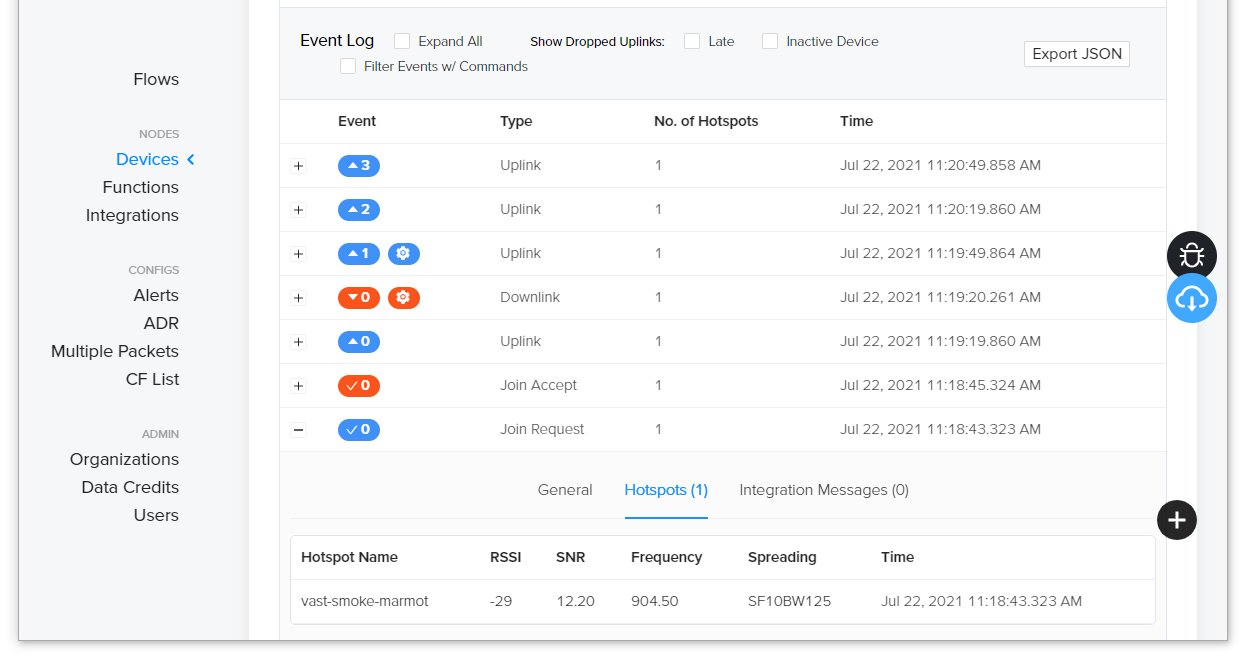 Event Log Expand All Show Dropped Uplinks: Late Inactive Device
Filter Events w/ Commands
Export JSON
Flows
NODES
Devices
Functions
Integrations
CONFIGS
Alerts
ADR
Multiple Packets
CF List
ADMIN
Organizations
Data Credits
Users
Event Type No. of Hotspots Time
3 Uplink 1 Jul 22, 2021 11:20:49.858 AM
2 Uplink 1 Jul 22, 2021 11:20:19.860 AM
1 Uplink 1 Jul 22, 2021 11:19:49.864 AM
0 Downlink 1 Jul 22, 2021 11:19:20.261 AM
0 Uplink 1 Jul 22, 2021 11:19:19.860 AM
0 Join Accept 1 Jul 22, 2021 11:18:45.324 AM
0 Join Request 1 Jul 22, 2021 11:18:43.323 AM
General Hotspots (1) Integration Messages (0)
Hotspot Name RSSI SNR Frequency Spreading Time
vast-smoke-marmot -29 12.20 904.50 SF10BW125 Jul 22, 2021 11:18:43.323 AM